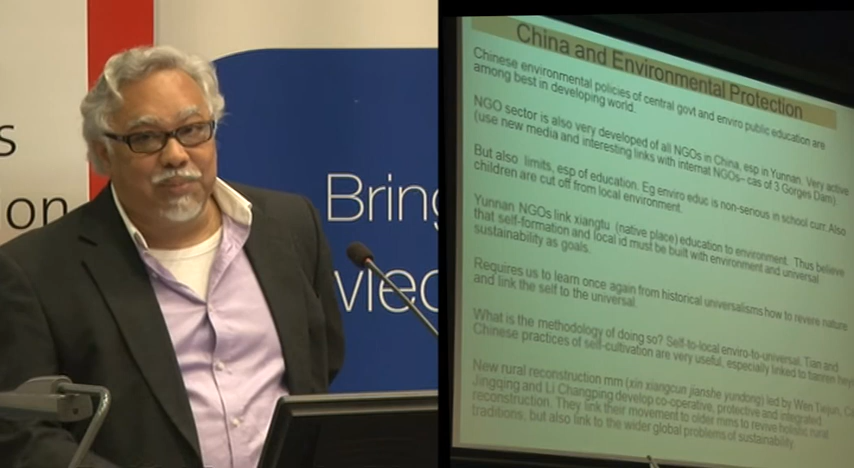 s
ion
Bring
wled
China and Environmental Protection
Chinese environmental policies of central govt and enviro public education are
among best in developing world.
NGO sector is also very developed of all NGOs in China, esp in Yunnan. Very active
(use new media and interesting links with internat NGOs– cas of 3 Gorges Dam)
But also limits, esp of education. Eg enviro educ is non-serious in school curr. Also
children are cut off from local environment.
Yunnan NGOs link xiangtu (native place) education to environment. Thus believe
that self-formation and local id must be built with environment and universal
sustainability as goals.
Requires us to learn once again from historical universalisms how to revere nature
and link the self to the universal.
What is the methodology of doing so? Self-to-local enviro-to-universal. Tian and
Chinese practices of self-cultivation are very useful, especially linked to tianren hey
New rural reconstruction mm (xin xiangcun jianshe yundong) led by Wen Tiejun, Ca
Jingqing and Li Changping develop co-operative, protective and integrated
reconstruction. They link their movement to older mms to revive holistic rural
traditions, but also link to the wider global problems of sustainability.